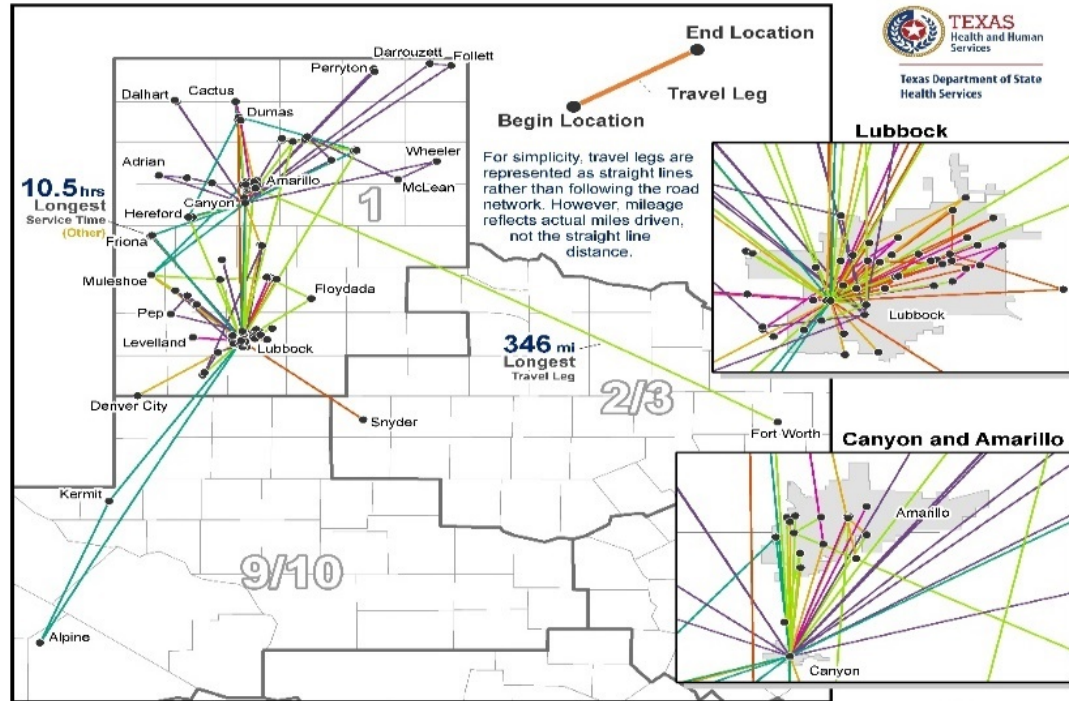 TEXAS
Health and Human
Services
Texas Department of State
Health Services
End Location
Travel Leg
Begin Location
For simplicity, travel legs are
represented as straight lines
rather than following the road
network. However, mileage
reflects actual miles driven,
not the straight line
distance.
Darrouzett
Follett
Perryton
Dalhart
Cactus
Dumas
Adrian
Wheeler
Amarillo
McLean
10.5 hrs
Longest
Service Time
(Other)
Canyon
1
Hereford
Friona
Muleshoe
Floydada
Pep
Levelland
Lubbock
346 mi
Longest
Travel Leg
2/3
Denver City
Snyder
Fort Worth
Kermit
9/10
Alpine
Lubbock
Lubbock
Canyon and Amarillo
Amarillo
Canyon